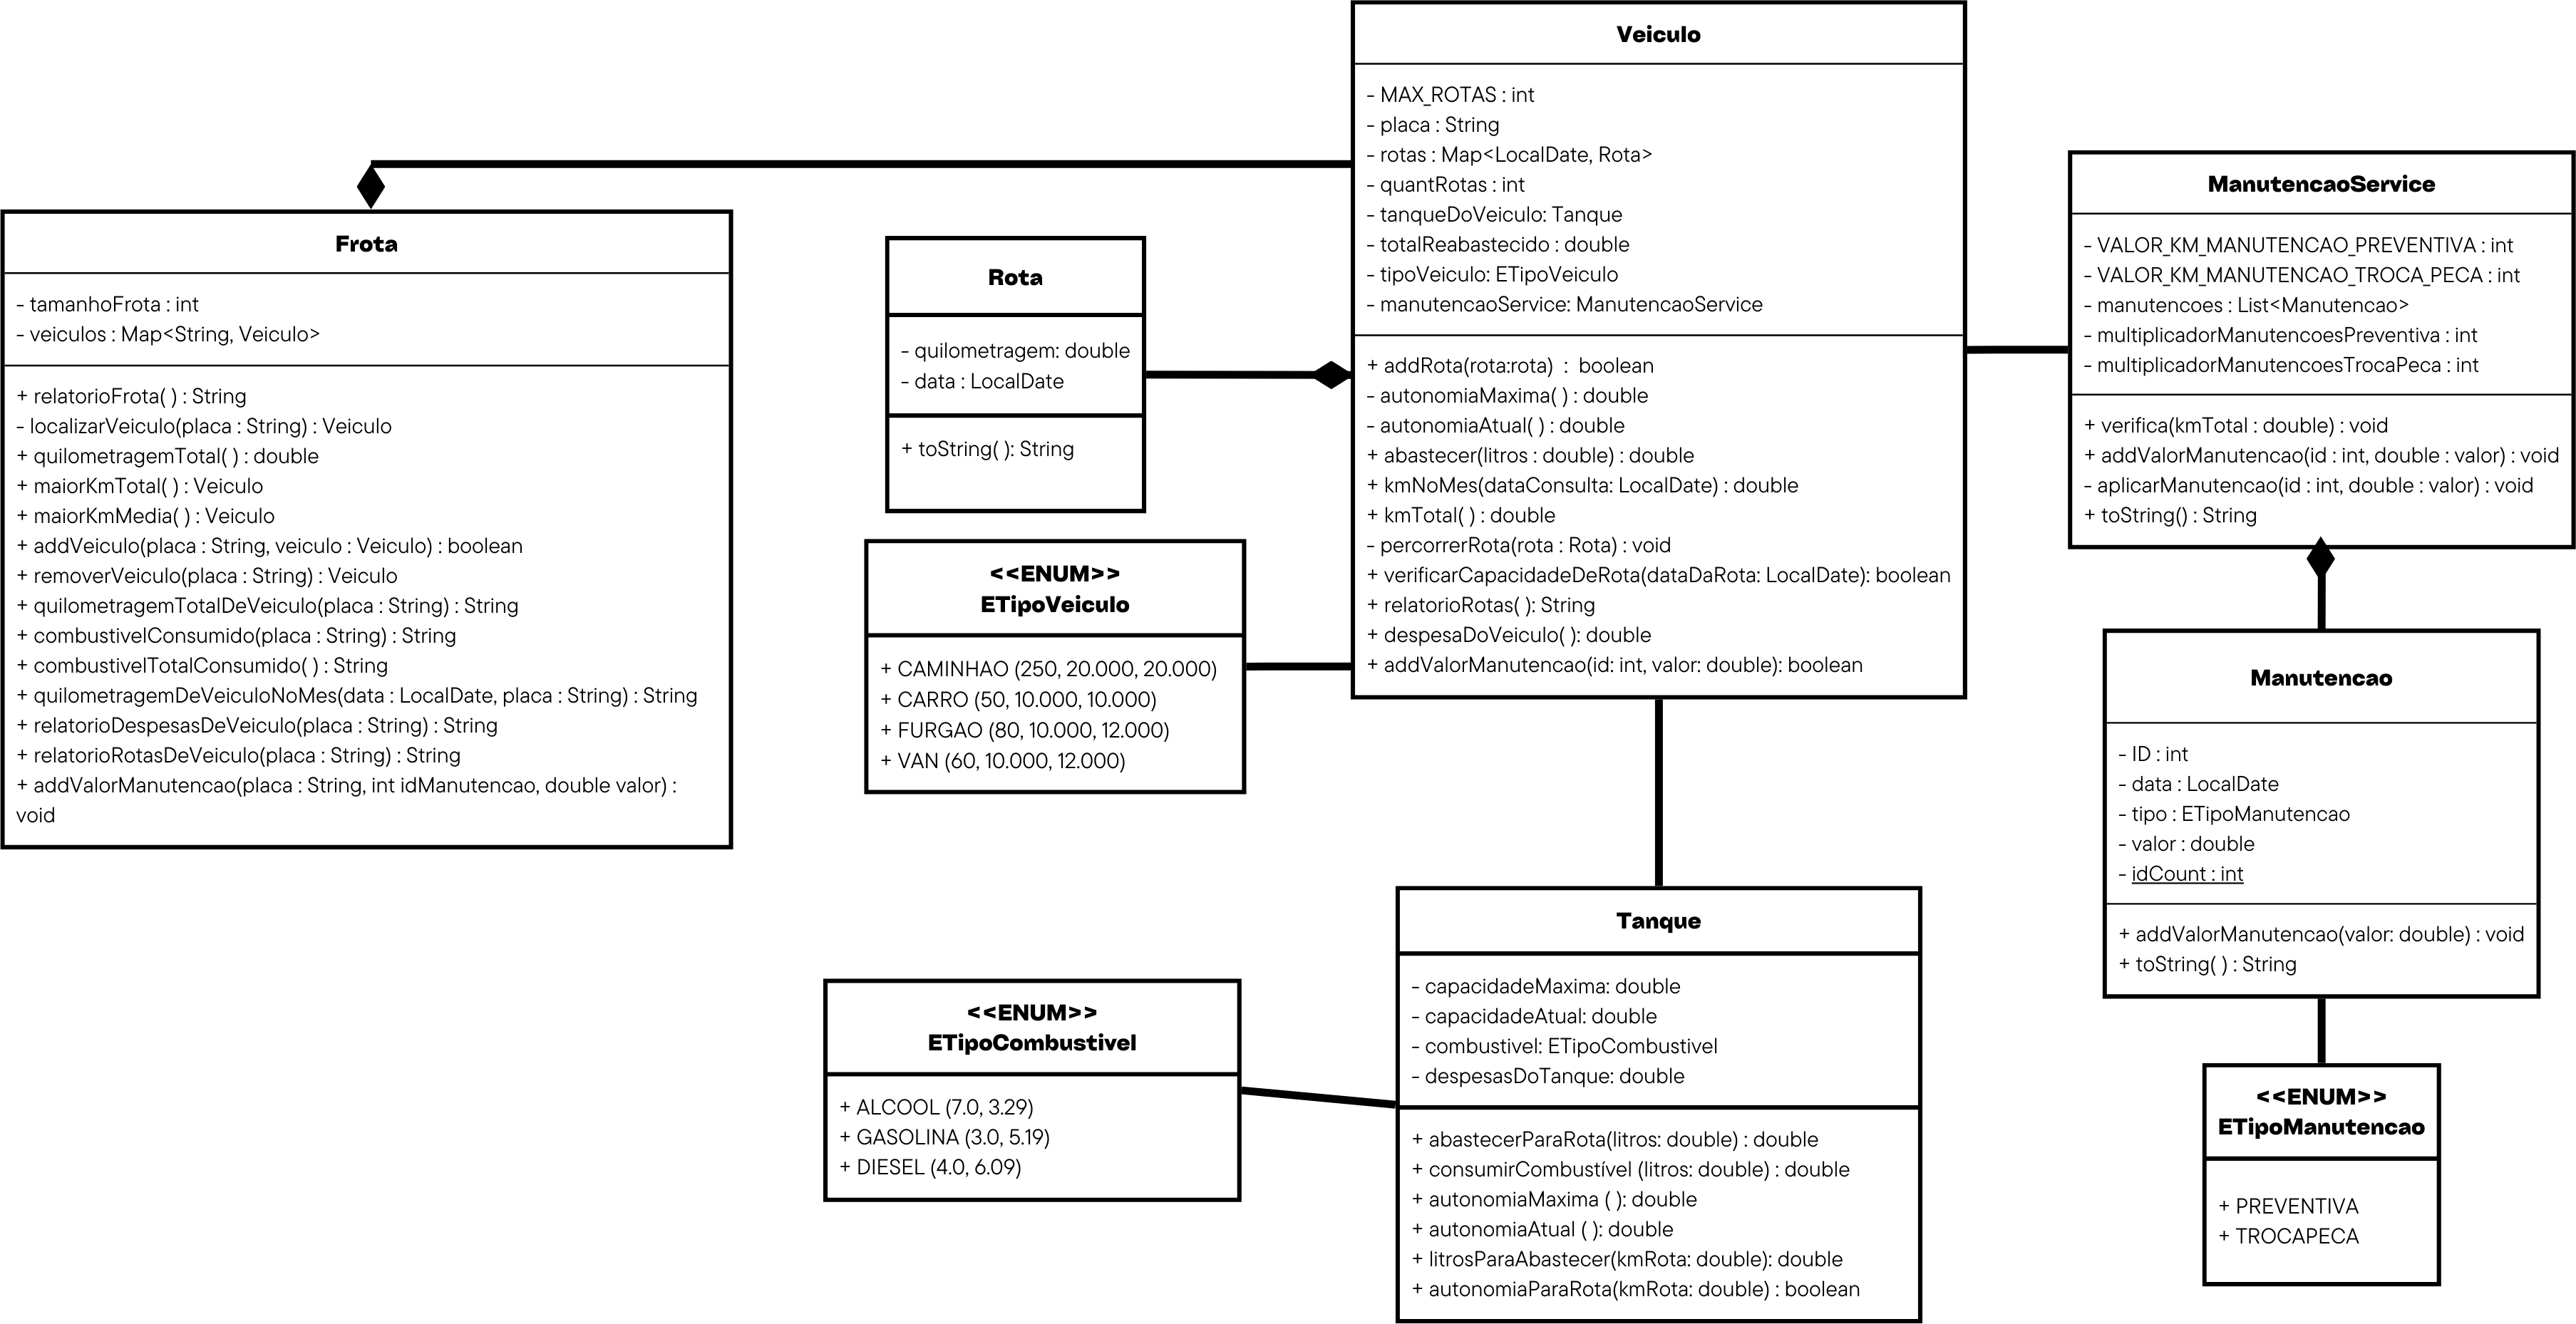 Veiculo
- MAX_ROTAS : int
- placa : String
- rotas : Map<LocalDate, Rota>
- quantRotas : int
- tanqueDoVeiculo: Tanque
- totalReabastecido : double
- tipoVeiculo: ETipoVeiculo
- manutencaoService: ManutencaoService
+ addRota(rota:rota) : boolean
- autonomiaMaxima( ) : double
- autonomiaAtual( ) : double
+ abastecer(litros : double) : double
+ kmNoMes(dataConsulta: LocalDate) : double
+ kmTotal( ) : double
- percorrerRota(rota : Rota) : void
+ verificarCapacidadeDeRota(dataDaRota: LocalDate): boolean
+ relatorioRotas( ): String
+ despesaDoVeiculo( ): double
+ addValorManutencao(id: int, valor: double): boolean
Frota
- tamanhoFrota : int
- veiculos : Map<String, Veiculo>
+ relatorioFrota( ) : String
- localizarVeiculo(placa : String) : Veiculo
+ quilometragemTotal( ) : double
+ maiorKmTotal( ) : Veiculo
+ maiorKmMedia( ) : Veiculo
+ addVeiculo(placa : String, veiculo : Veiculo) : boolean
+ removerVeiculo(placa : String) : Veiculo
+ quilometragemTotalDeVeiculo(placa : String) : String
+ combustivelConsumido(placa : String) : String
+ combustivelTotalConsumido( ) : String
+ quilometragemDeVeiculoNoMes(data : LocalDate, placa : String) : String
+ relatorioDespesasDeVeiculo(placa : String) : String
+ relatorioRotasDeVeiculo(placa : String) : String
+ addValorManutencao(placa : String, int idManutencao, double valor) :
void
Rota
- quilometragem: double
- data : LocalDate
+ toString( ): String
<<ENUM>>
ETipoVeiculo
+ CAMINHAO (250, 20.000, 20.000)
+ CARRO (50, 10.000, 10.000)
+ FURGAO (80, 10.000, 12.000)
+ VAN (60, 10.000, 12.000)
ManutencaoService
- VALOR_KM_MANUTENCAO_PREVENTIVA : int
- VALOR_KM_MANUTENCAO_TROCA_PECA : int
- manutencoes : List<Manutencao>
- multiplicadorManutencoesPreventiva : int
- multiplicadorManutencoesTrocaPeca : int
+ verifica(kmTotal : double) : void
+ addValorManutencao(id : int, double : valor) : void
- aplicarManutencao(id : int, double : valor) : void
+ toString() : String
Manutencao
- ID : int
- data : LocalDate
- tipo : ETipoManutencao
- valor : double
- idCount : int
+ addValorManutencao(valor: double) : void
+ toString( ) : String
<<ENUM>>
ETipoManutencao
+ PREVENTIVA
+ TROCAPECA
Tanque
- capacidadeMaxima: double
- capacidadeAtual: double
- combustivel: ETipoCombustivel
- despesasDoTanque: double
+ abastecerParaRota(litros: double) : double
+ consumirCombustível (litros: double) : double
+ autonomiaMaxima ( ): double
+ autonomiaAtual ( ): double
+ litrosParaAbastecer(kmRota: double): double
+ autonomiaParaRota(kmRota: double) : boolean
<<ENUM>>
ETipoCombustivel
+ ALCOOL (7.0, 3.29)
+ GASOLINA (3.0, 5.19)
+ DIESEL (4.0, 6.09)